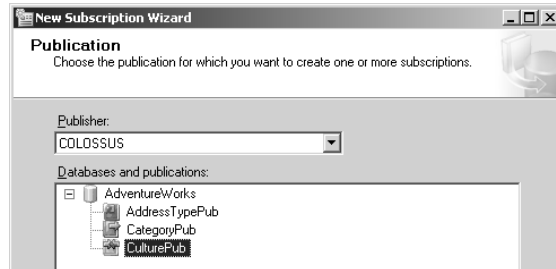 New Subscription Wizard
Publication
Choose the publication for which you want to create one or more subscriptions.
Publisher:
COLOSSUS
Databases and publications:
AdventureWorks
AddressTypePub
CategoryPub
CulturePub